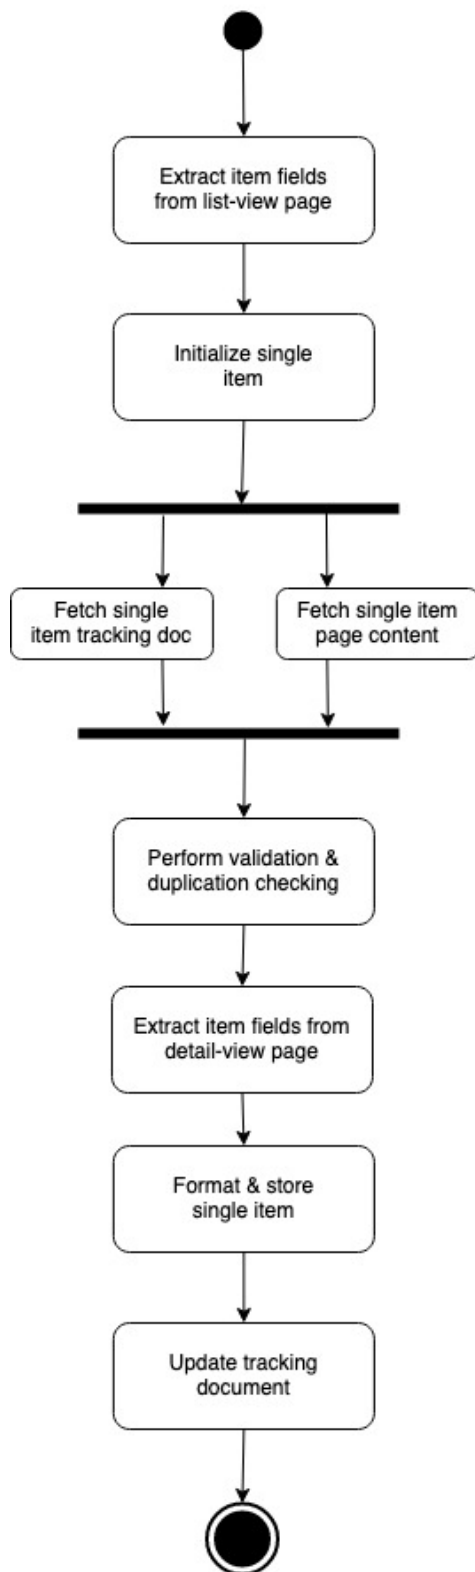 Extract item fields
from list-view page
Initialize single
item
Fetch single
item tracking doc
Fetch single item
page content
Perform validation &
duplication checking
Extract item fields from
detail-view page
Format & store
single item
Update tracking
document